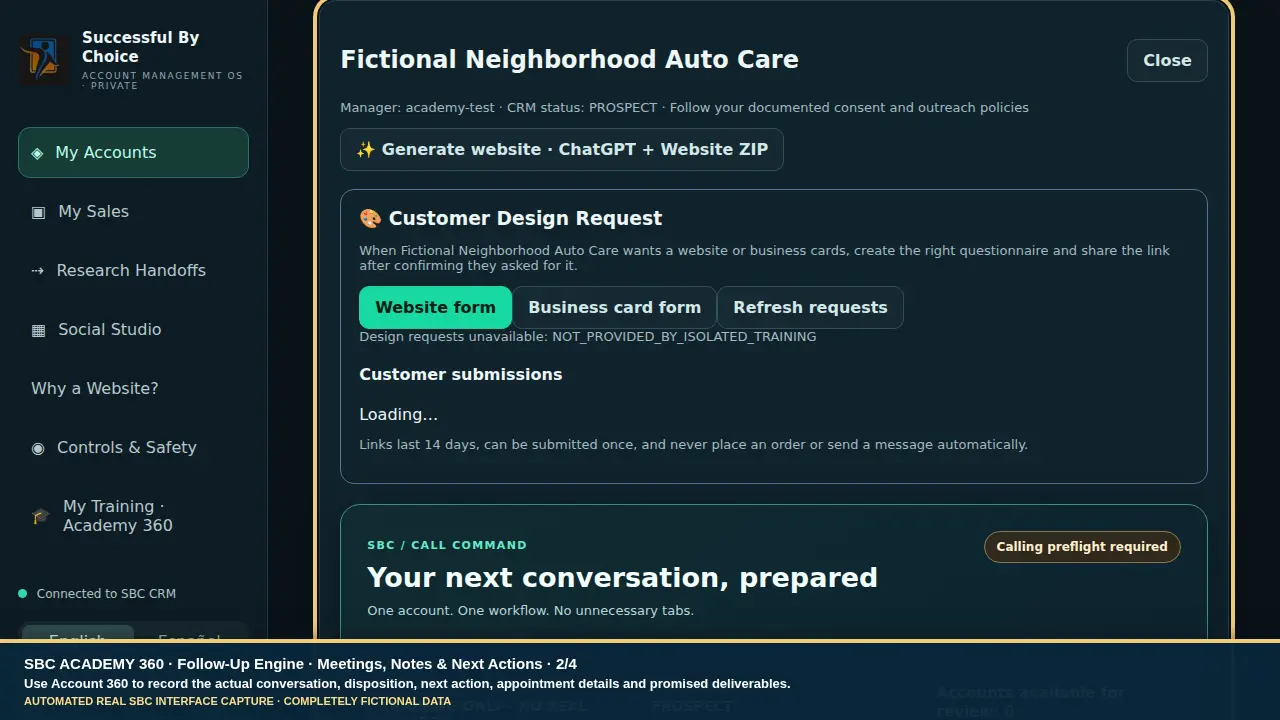 Successful By
Choice
ACCOUNT MANAGEMENT OS
· PRIVATE
My Accounts
My Sales
Research Handoffs
Social Studio
Why a Website?
Controls & Safety
My Training ·
Academy 360
Connected to SBC CRM
English Español
Fictional Neighborhood Auto Care
Close
Manager: academy-test · CRM status: PROSPECT · Follow your documented consent and outreach policies
✨ Generate website · ChatGPT + Website ZIP
🎨 Customer Design Request
When Fictional Neighborhood Auto Care wants a website or business cards, create the right questionnaire and share the link
after confirming they asked for it.
Website form Business card form Refresh requests
Design requests unavailable: NOT_PROVIDED_BY_ISOLATED_TRAINING
Customer submissions
Loading...
Links last 14 days, can be submitted once, and never place an order or send a message automatically.
SBC / CALL COMMAND
Calling preflight required
Your next conversation, prepared
One account. One workflow. No unnecessary tabs.
SBC ACADEMY 360 · Follow-Up Engine · Meetings, Notes & Next Actions · 2/4
Use Account 360 to record the actual conversation, disposition, next action, appointment details and promised deliverables.
AUTOMATED REAL SBC INTERFACE CAPTURE · COMPLETELY FICTIONAL DATA
PROSPECT
Accounts available for